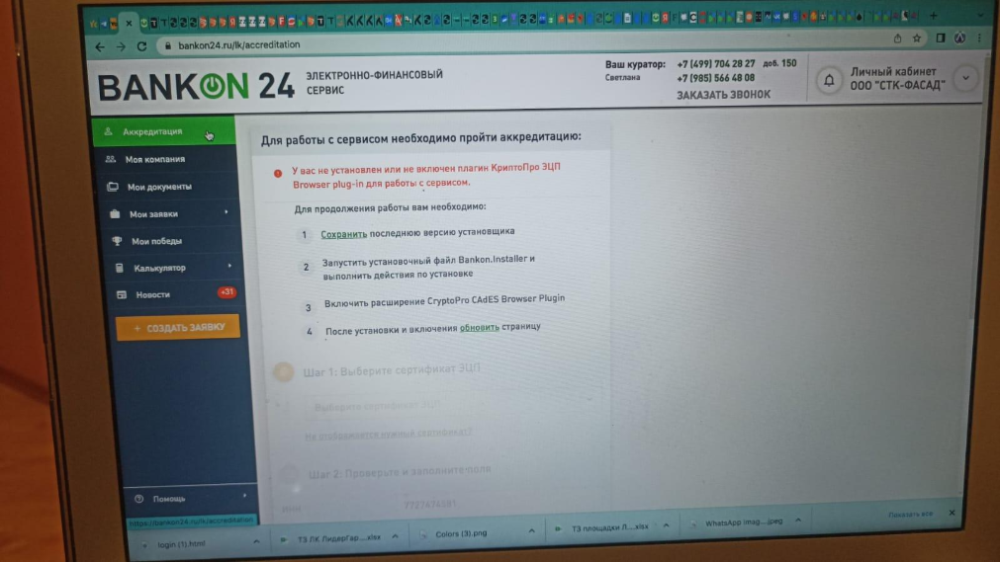 bankon24.ru/lk/accreditation
BANKON 24
ЭЛЕКТРОННО-ФИНАНСОВЫЙ
СЕРВИС
Ваш куратор:
Светлана
+7 (499) 704 28 27 доб. 150
+7 (985) 566 48 08
ЗАКАЗАТЬ ЗВОНОК
Личный кабинет
ООО "СТК-ФАСАД"
Аккредитация
Моя компания
Мои документы
Мои заявки
Мои победы
Калькулятор
Новости +31
+ СОЗДАТЬ ЗАЯВКУ
Для работы с сервисом необходимо пройти аккредитацию:
У вас не установлен или не включен плагин КриптоПро ЭЦП
Browser plug-in для работы с сервисом.
Для продолжения работы вам необходимо:
1 Сохранить последнюю версию установщика
2 Запустить установочный файл Bankon.Installer и
выполнить действия по установке
3 Включить расширение CryptoPro CAdES Browser Plugin
4 После установки и включения обновить страницу
Шаг 1: Выберите сертификат ЭЦП
Выберите сертификат ЭЦП
Не отображается нужный сертификат?
Шаг 2: Проверьте и заполните поля
ИНН
Помощь
https://bankon24.ru/lk/accreditation
login (1).html
ТЗ ЛК ЛидерГар....xlsx
Colors (3).png
ТЗ площадки Л....xlsx
WhatsApp Imag....jpeg
Показать все